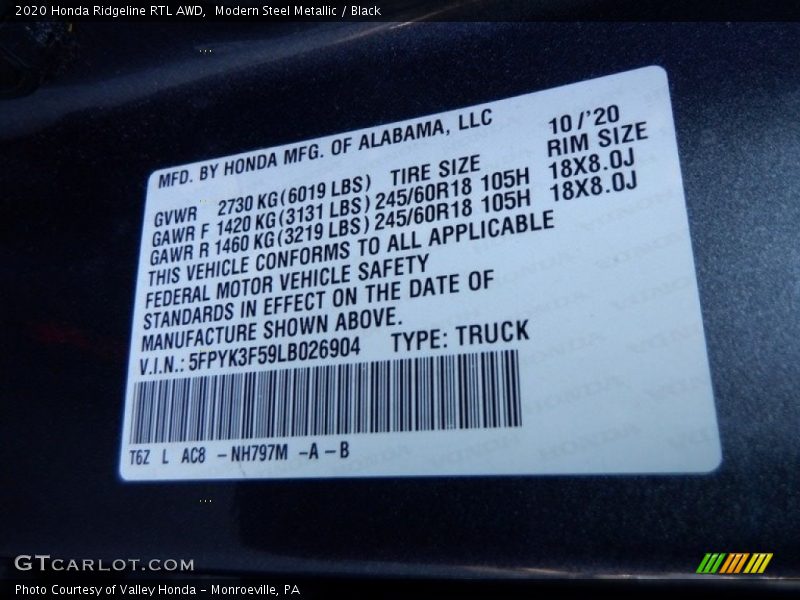 2020 Honda Ridgeline RTL AWD,  Modern Steel Metallic / Black
MFD. BY HONDA MFG. OF ALABAMA, LLC 10/'20
GVWR 2730 KG(6019 LBS) TIRE SIZE RIM SIZE
GAWR F 1420 KG(3131 LBS) 245/60R18 105H 18X8.0J
GAWR R 1460 KG(3219 LBS) 245/60R18 105H 18X8.0J
THIS VEHICLE CONFORMS TO ALL APPLICABLE
FEDERAL MOTOR VEHICLE SAFETY
STANDARDS IN EFFECT ON THE DATE OF
MANUFACTURE SHOWN ABOVE.
V.I.N.: 5FPYK3F59LB026904 TYPE: TRUCK
T6Z L AC8 -NH797M -A-B
GTCARLOT.COM
Photo Courtesy of Valley Honda - Monroeville, PA